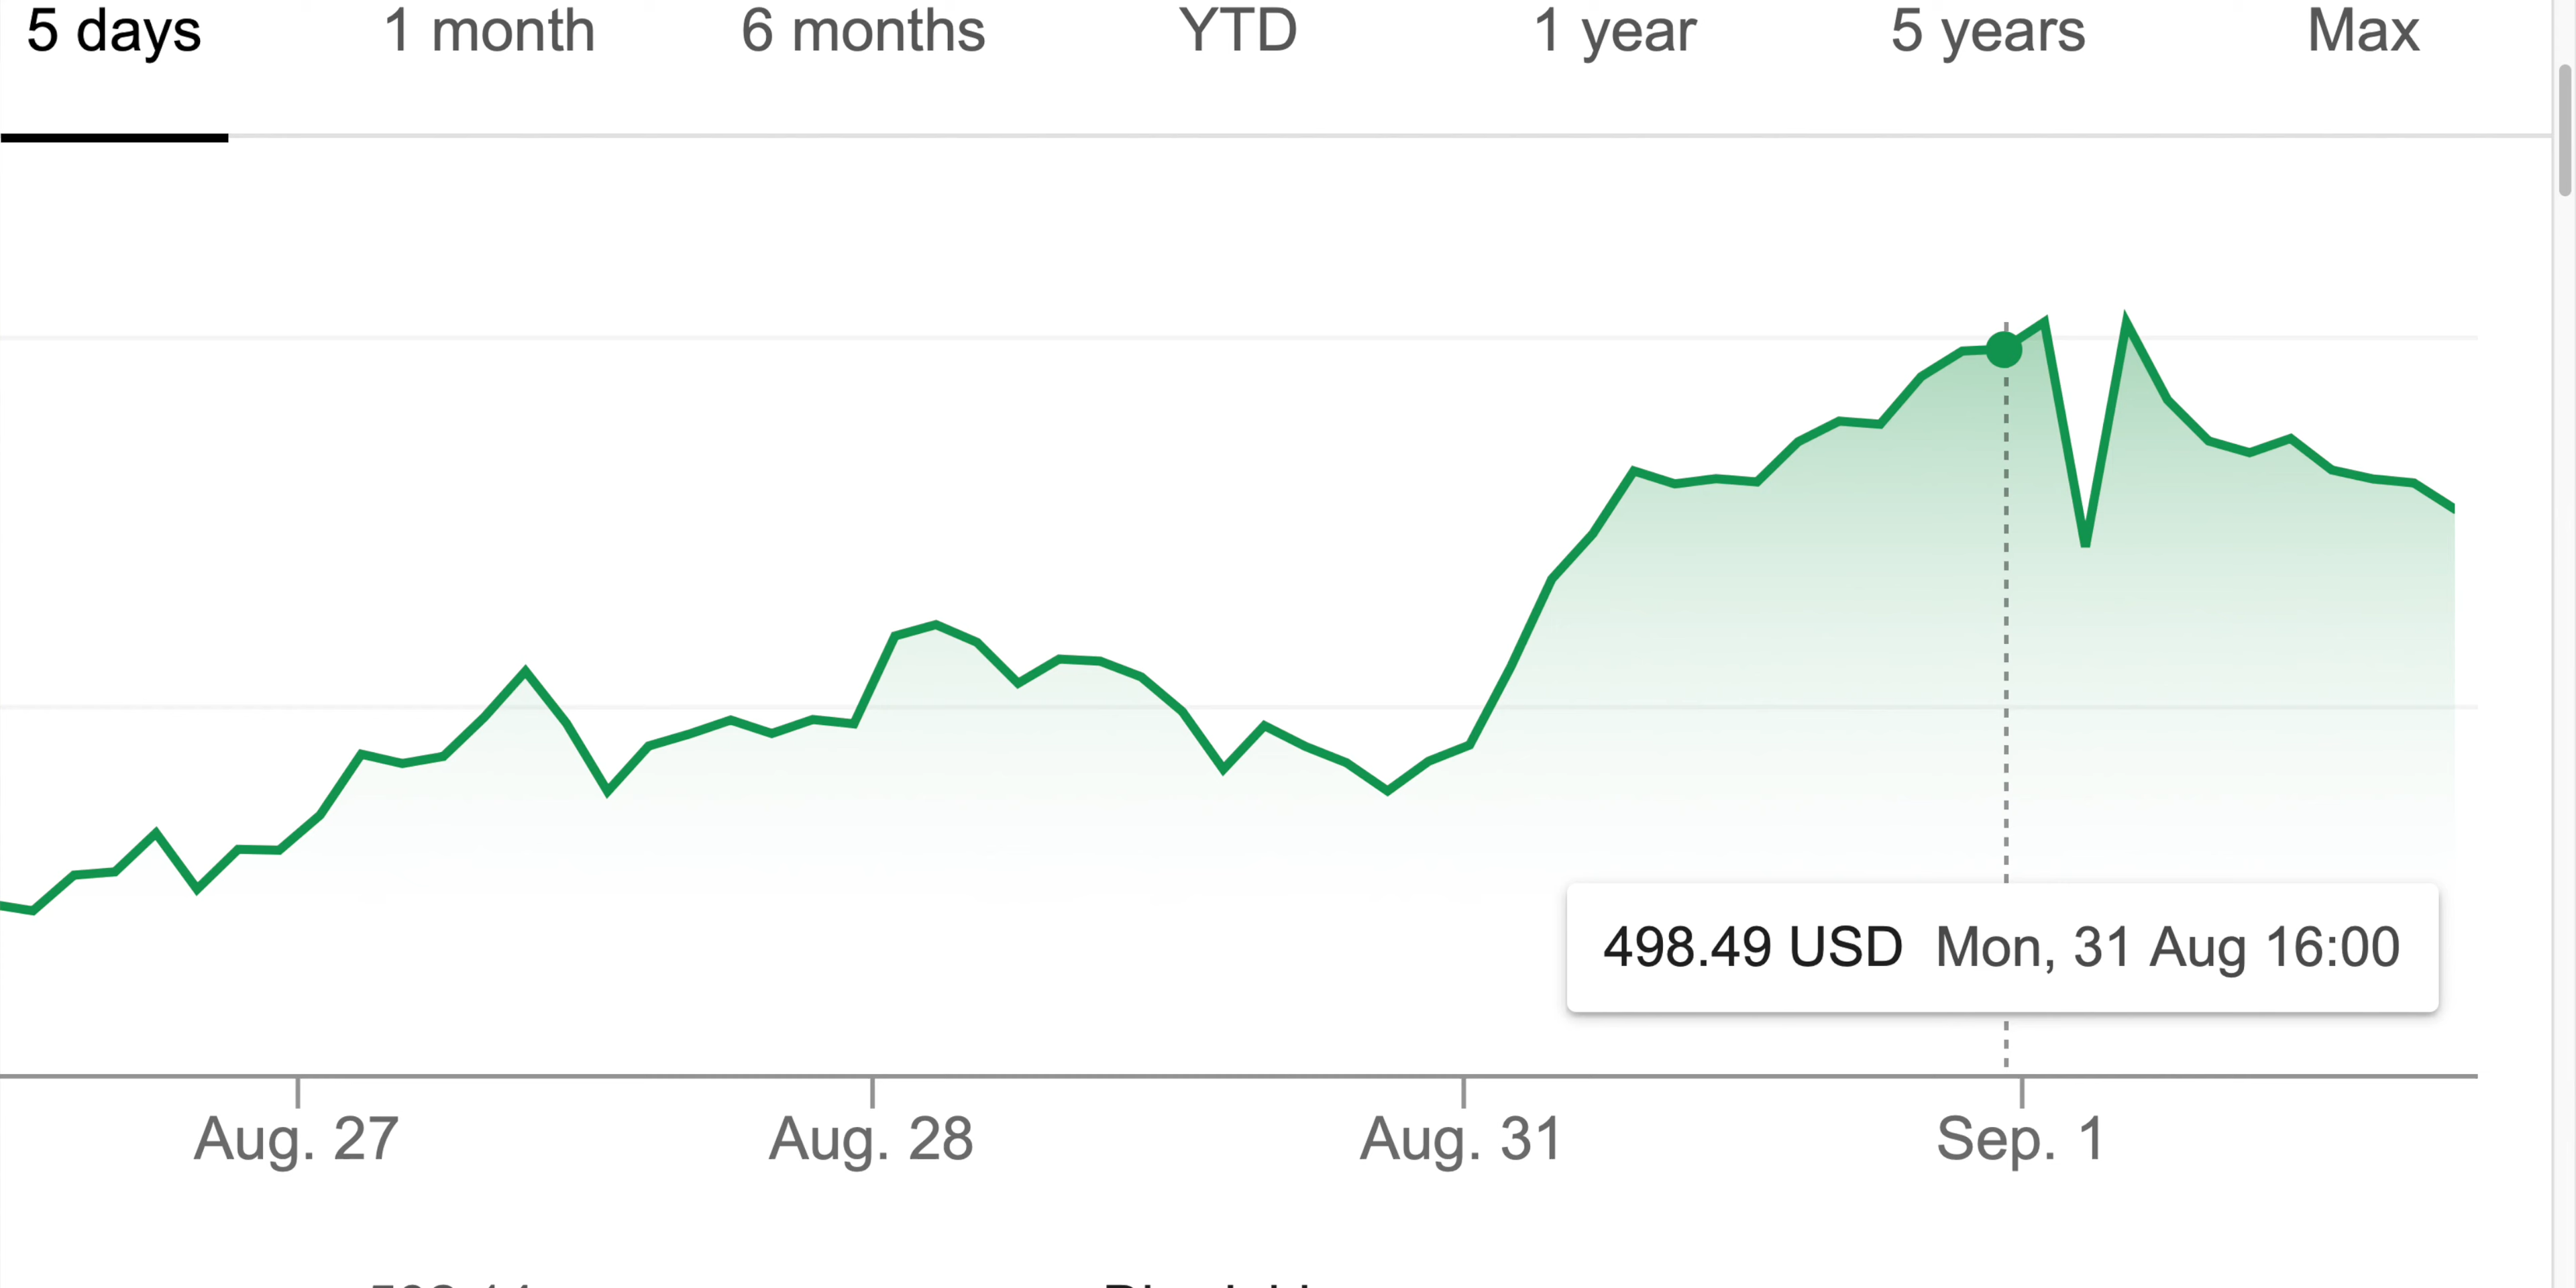 5 days 1 month 6 months YTD 1 year 5 years Max
498.49 USD Mon, 31 Aug 16:00
Aug. 27 Aug. 28 Aug. 31 Sep. 1